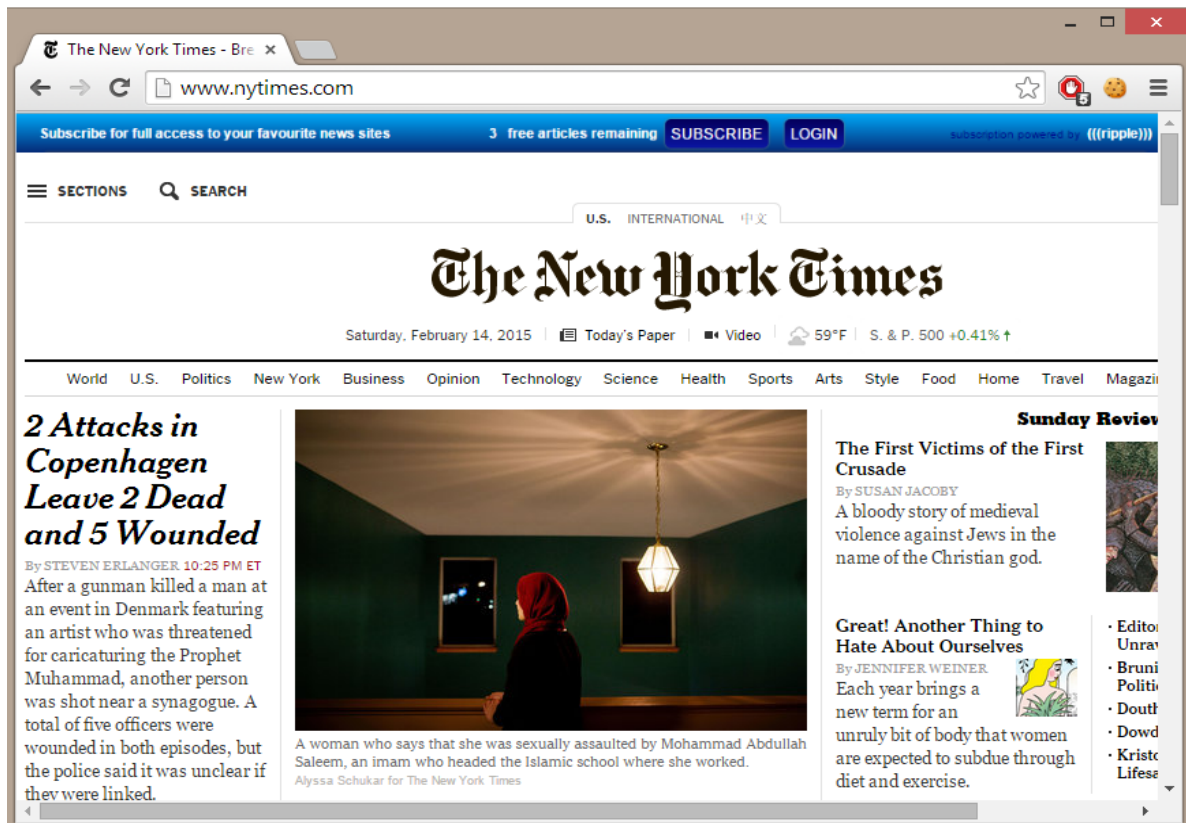 The New York Times - Bre
www.nytimes.com
5
Subscribe for full access to your favourite news sites 3 free articles remaining SUBSCRIBE LOGIN subscription powered by (((ripple)))
SECTIONS SEARCH
U.S. INTERNATIONAL 中文
The New York Times
Saturday, February 14, 2015 Today's Paper Video 59°F S. & P. 500 +0.41%
World U.S. Politics New York Business Opinion Technology Science Health Sports Arts Style Food Home Travel Magazi
2 Attacks in
Copenhagen
Leave 2 Dead
and 5 Wounded
By STEVEN ERLANGER 10:25 PM ET
After a gunman killed a man at
an event in Denmark featuring
an artist who was threatened
for caricaturing the Prophet
Muhammad, another person
was shot near a synagogue. A
total of five officers were
wounded in both episodes, but
the police said it was unclear if
they were linked.
A woman who says that she was sexually assaulted by Mohammad Abdullah
Saleem, an imam who headed the Islamic school where she worked.
Alyssa Schukar for The New York Times
Sunday Review
The First Victims of the First
Crusade
By SUSAN JACOBY
A bloody story of medieval
violence against Jews in the
name of the Christian god.
Great! Another Thing to
Hate About Ourselves
By JENNIFER WEINER
Each year brings a
new term for an
unruly bit of body that women
are expected to subdue through
diet and exercise.
· Edito
Unra
· Bruni
Politi
· Douth
· Dowd
· Kristo
Lifesa